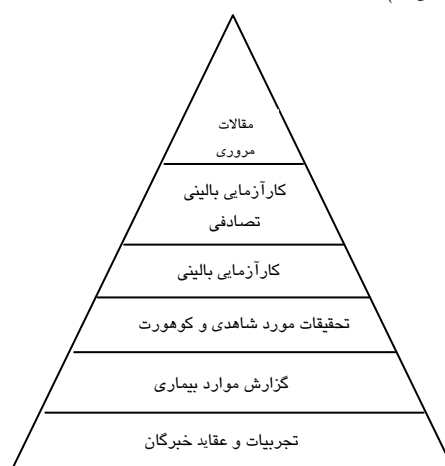 مقالات
مروری
کارآزمایی بالینی
تصادفی
کارآزمایی بالینی
تحقیقات مورد شاهدی و کوهورت
گزارش موارد بیماری
تجربیات و عقاید خبرگان